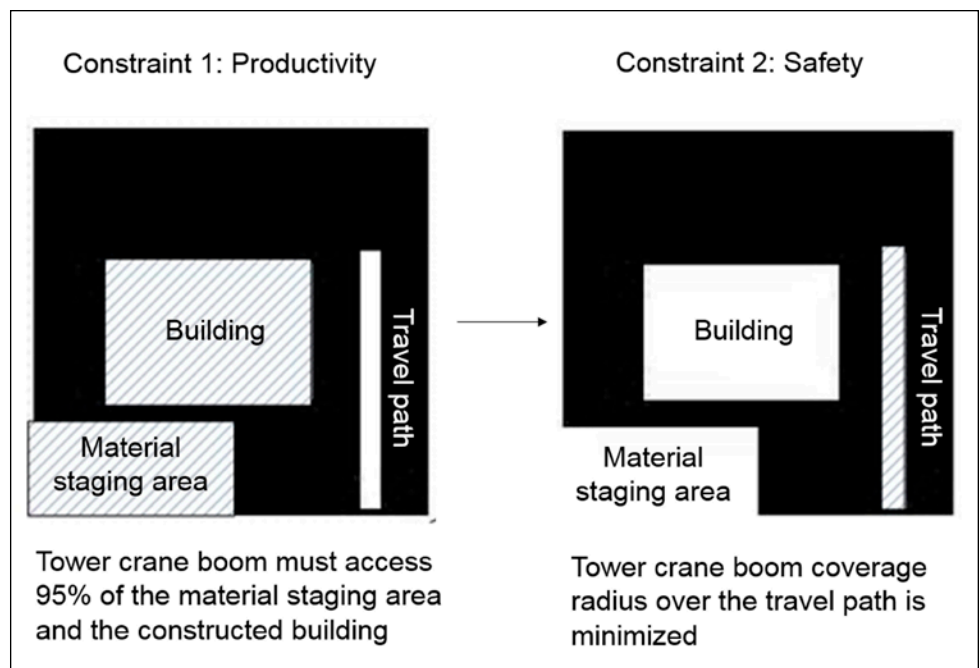 Constraint 1: Productivity
Building
Travel path
Material
staging area
Tower crane boom must access
95% of the material staging area
and the constructed building
Constraint 2: Safety
Building
Travel path
Material
staging area
Tower crane boom coverage
radius over the travel path is
minimized